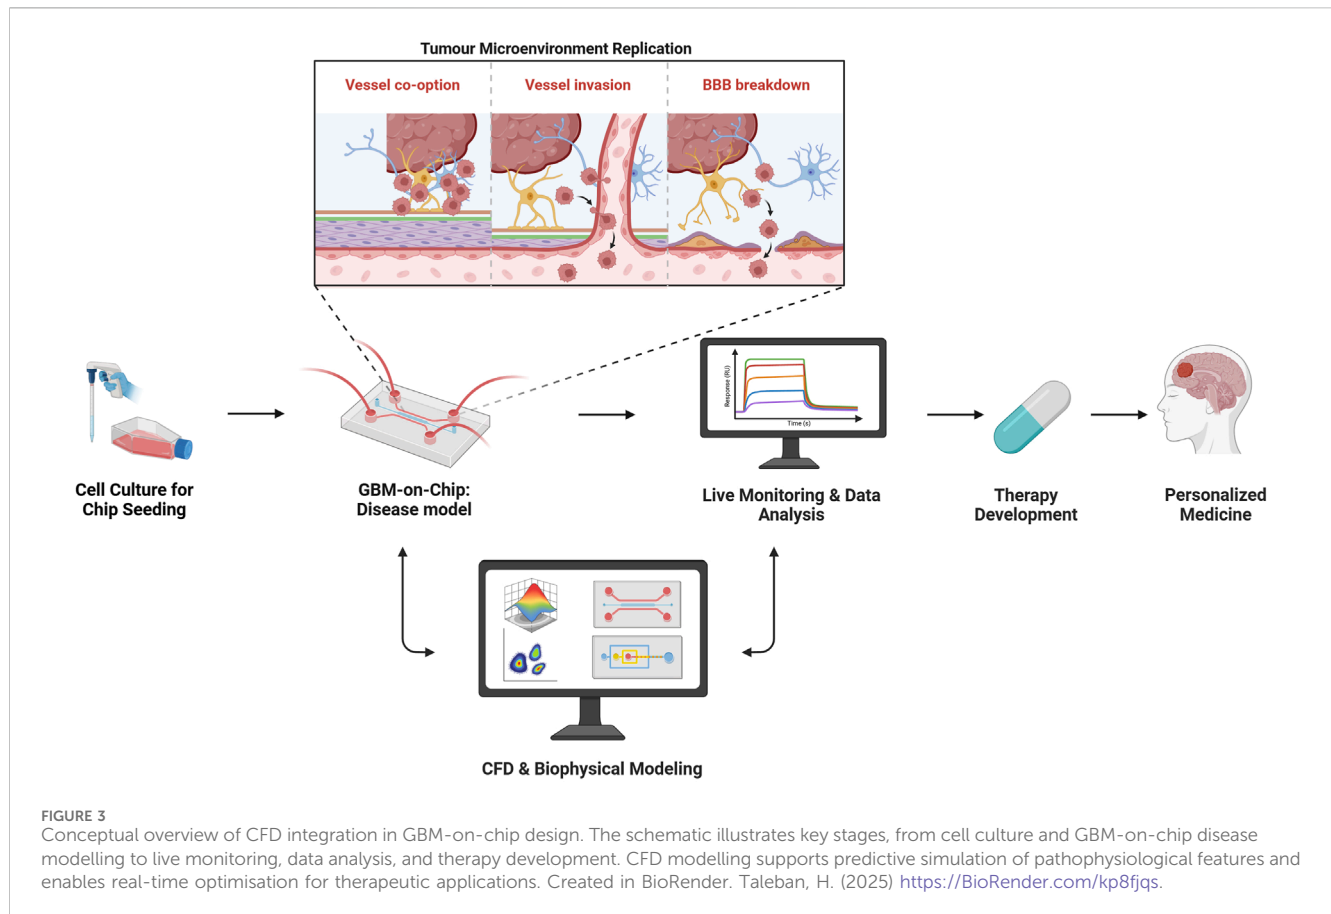 Tumour Microenvironment Replication
Vessel co-option
Vessel invasion
BBB breakdown
Response (RU)
Time (s)
Cell Culture for
Chip Seeding
GBM-on-Chip:
Disease model
Live Monitoring & Data
Analysis
Therapy
Development
Personalized
Medicine
CFD & Biophysical Modeling
FIGURE 3
Conceptual overview of CFD integration in GBM-on-chip design. The schematic illustrates key stages, from cell culture and GBM-on-chip disease
modelling to live monitoring, data analysis, and therapy development. CFD modelling supports predictive simulation of pathophysiological features and
enables real-time optimisation for therapeutic applications. Created in BioRender. Taleban, H. (2025) https://BioRender.com/kp8fjqs.